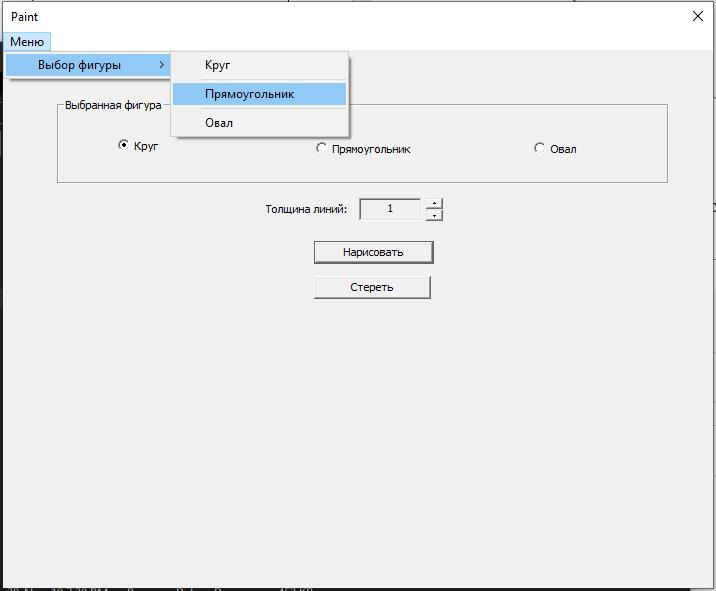 Paint
Меню
Выбор фигуры
Круг
Прямоугольник
Овал
Выбранная фигура
Круг
Прямоугольник
Овал
Толщина линий: 1
Нарисовать
Стереть